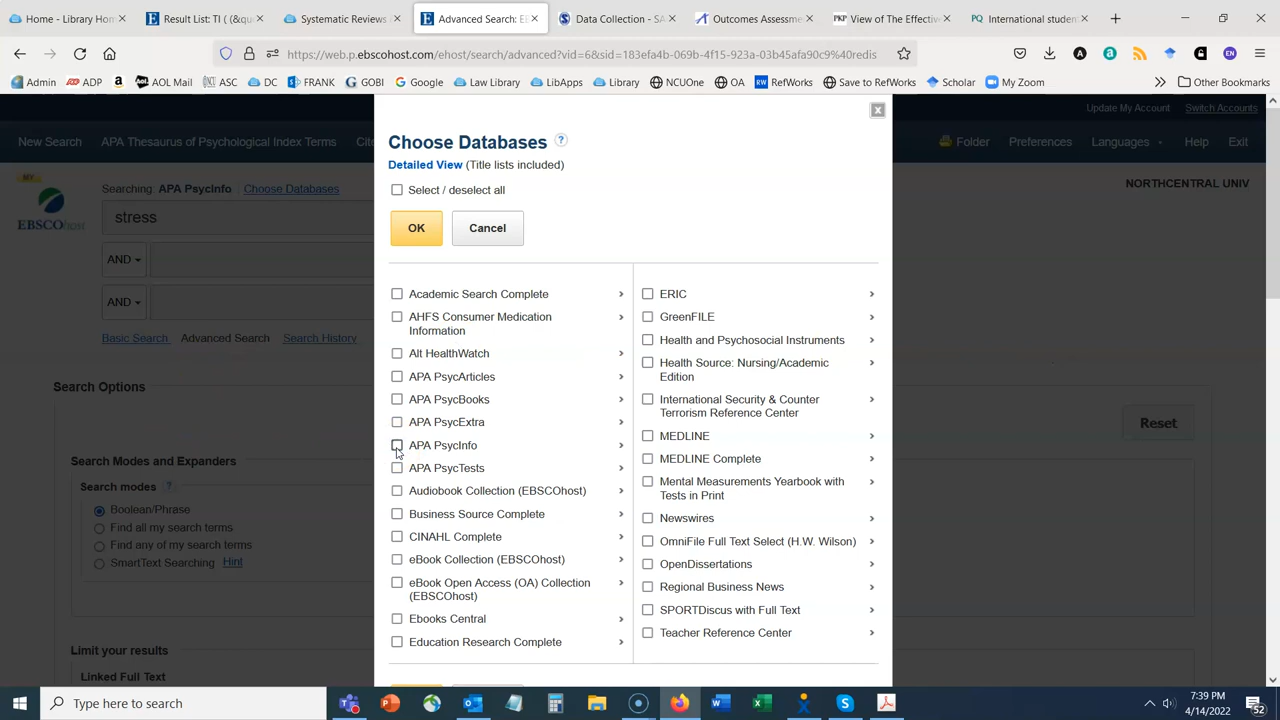 Home - Library Home
Result List: TI ( (&quo
Systematic Reviews
Advanced Search: E
Data Collection - SA
Outcomes Assessme
PKP View of The Effective
PQ International studen
https://web.p.ebscohost.com/ehost/search/advanced?vid=6&sid=183efa4b-069b-4f15-923a-03b45afa90c9%40redis
Admin ADP AOL Mail ASC DC $FRANK GOBI Google Law Library LibApps Library NCUOne OA RefWorks Save to RefWorks Scholar My Zoom Other Bookmarks
Update My Account Switch Accounts
New Search APA Thesaurus of Psychological Index Terms Folder Preferences Languages Help Exit
Searching: APA PsycInfo Choose Databases
NORTHCENTRAL UNIV
EBSCOhost
stress
AND
AND
Basic Search Advanced Search Search History
Search Options
Reset
Search Modes and Expanders
Search modes ?
Boolean/Phrase
Find all my search terms
Find any of my search terms
SmartText Searching Hint
Limit your results
Linked Full Text
Choose Databases ?
Detailed View (Title lists included)
Select / deselect all
OK Cancel
Academic Search Complete
AHFS Consumer Medication
Information
Alt HealthWatch
APA PsycArticles
APA PsycBooks
APA PsycExtra
APA PsycInfo
APA PsycTests
Audiobook Collection (EBSCOhost)
Business Source Complete
CINAHL Complete
eBook Collection (EBSCOhost)
eBook Open Access (OA) Collection
(EBSCOhost)
Ebooks Central
Education Research Complete
ERIC
GreenFILE
Health and Psychosocial Instruments
Health Source: Nursing/Academic
Edition
International Security & Counter
Terrorism Reference Center
MEDLINE
MEDLINE Complete
Mental Measurements Yearbook with
Tests in Print
Newswires
OmniFile Full Text Select (H.W. Wilson)
OpenDissertations
Regional Business News
SPORTDiscus with Full Text
Teacher Reference Center
Type here to search
7:39 PM
4/14/2022
52